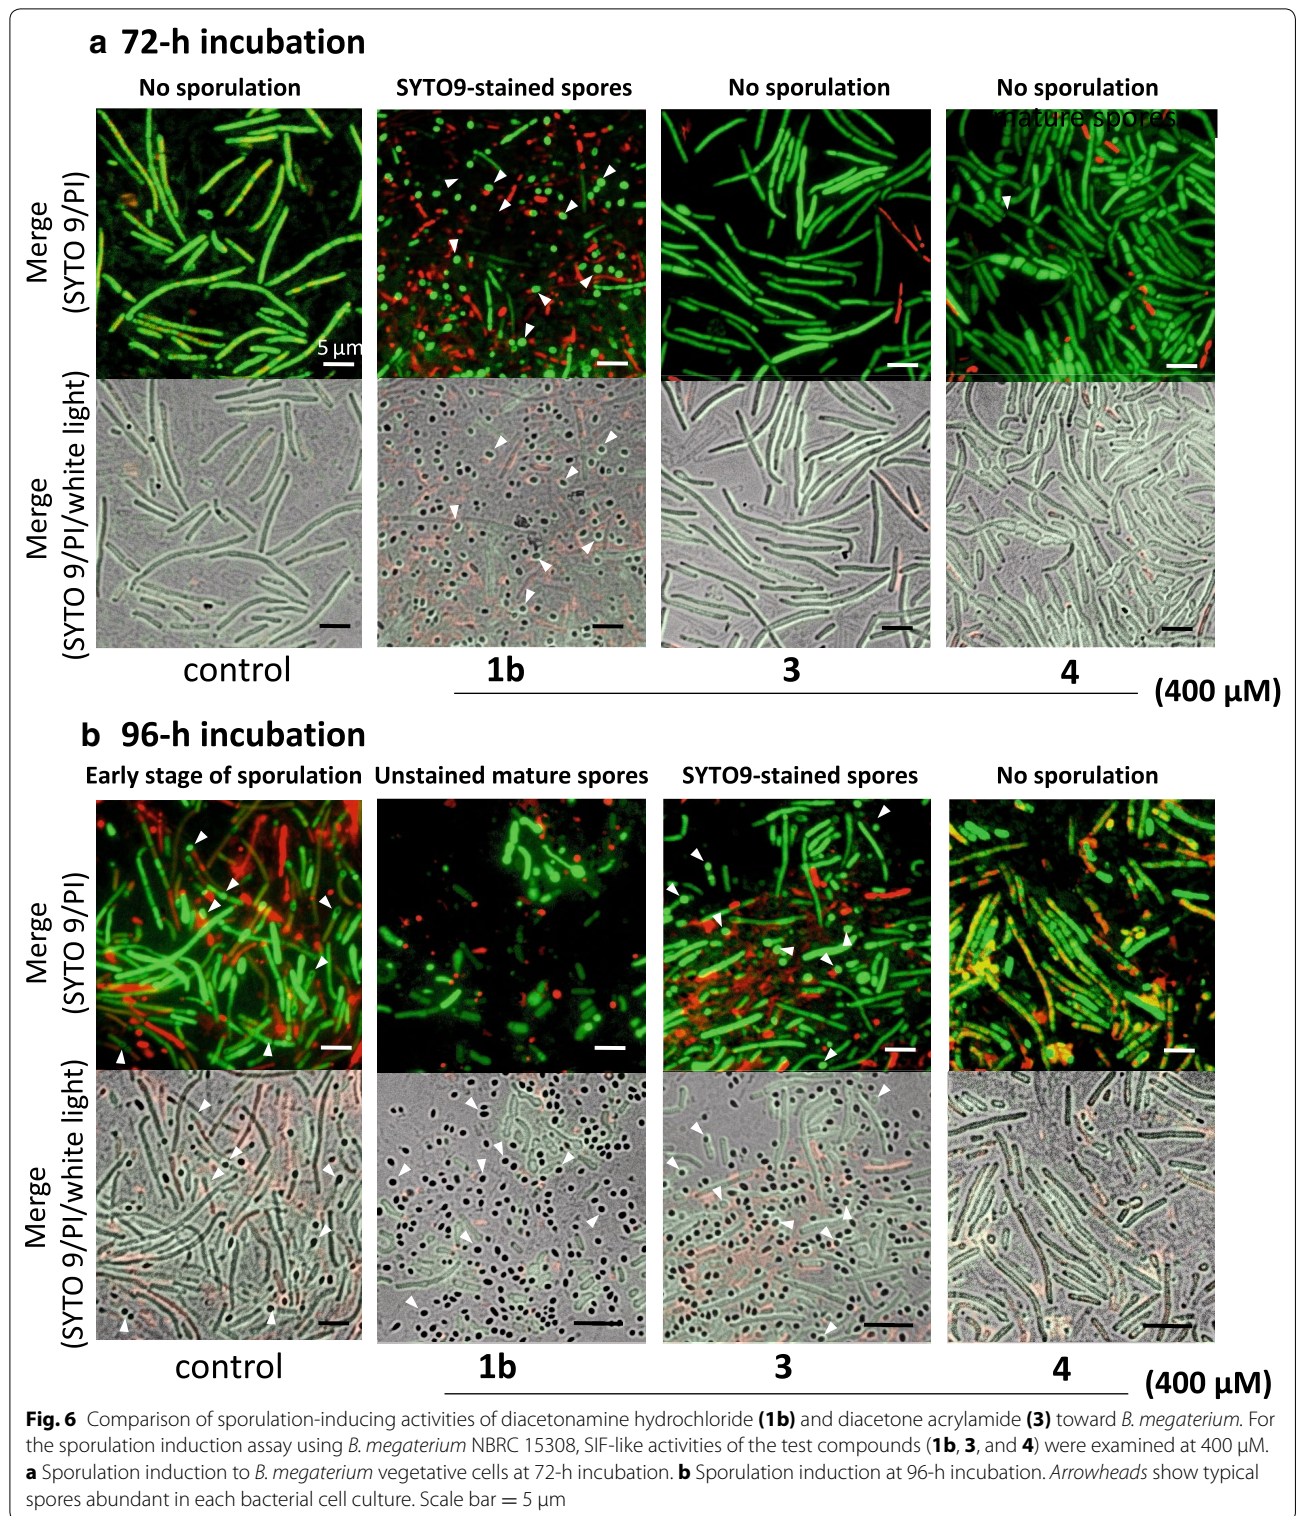 a 72-h incubation
No sporulation
SYTO9-stained spores
No sporulation
No sporulation
mature spores
Merge
(SYTO 9/PI)
5 µm
Merge
(SYTO 9/PI/white light)
control
1b
3
4
(400 µM)
b 96-h incubation
Early stage of sporulation
Unstained mature spores
SYTO9-stained spores
No sporulation
Merge
(SYTO 9/PI)
Merge
(SYTO 9/PI/white light)
control
1b
3
4
(400 µM)
Fig. 6 Comparison of sporulation-inducing activities of diacetonamine hydrochloride (1b) and diacetone acrylamide (3) toward B. megaterium. For
the sporulation induction assay using B. megaterium NBRC 15308, SIF-like activities of the test compounds (1b, 3, and 4) were examined at 400 µM.
a Sporulation induction to B. megaterium vegetative cells at 72-h incubation. b Sporulation induction at 96-h incubation. Arrowheads show typical
spores abundant in each bacterial cell culture. Scale bar = 5 µm